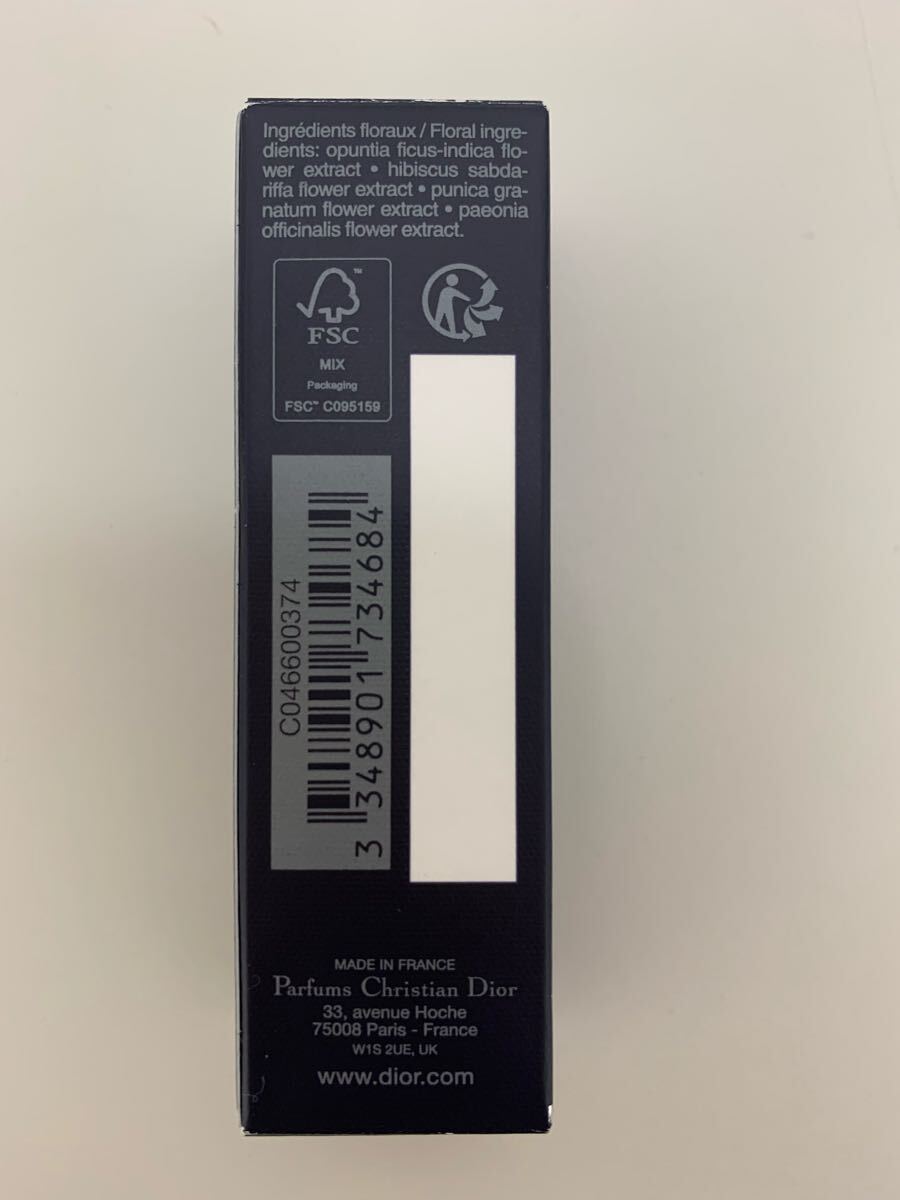 Ingrédients floraux / Floral ingre-
dients: opuntia ficus-indica flo-
wer extract • hibiscus sabda-
riffa flower extract • punica gra-
natum flower extract • paeonia
officinalis flower extract.
FSC™
MIX
Packaging
FSC™ C095159
C046600374
3 348901 734684
MADE IN FRANCE
Parfums Christian Dior
33, avenue Hoche
75008 Paris - France
W1S 2UE, UK
www.dior.com